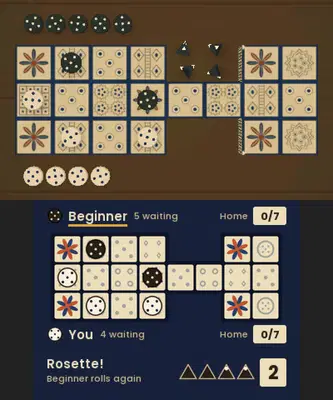 Beginner 5 waiting Home 0/7
You 4 waiting Home 0/7
Rosette!
Beginner rolls again 2